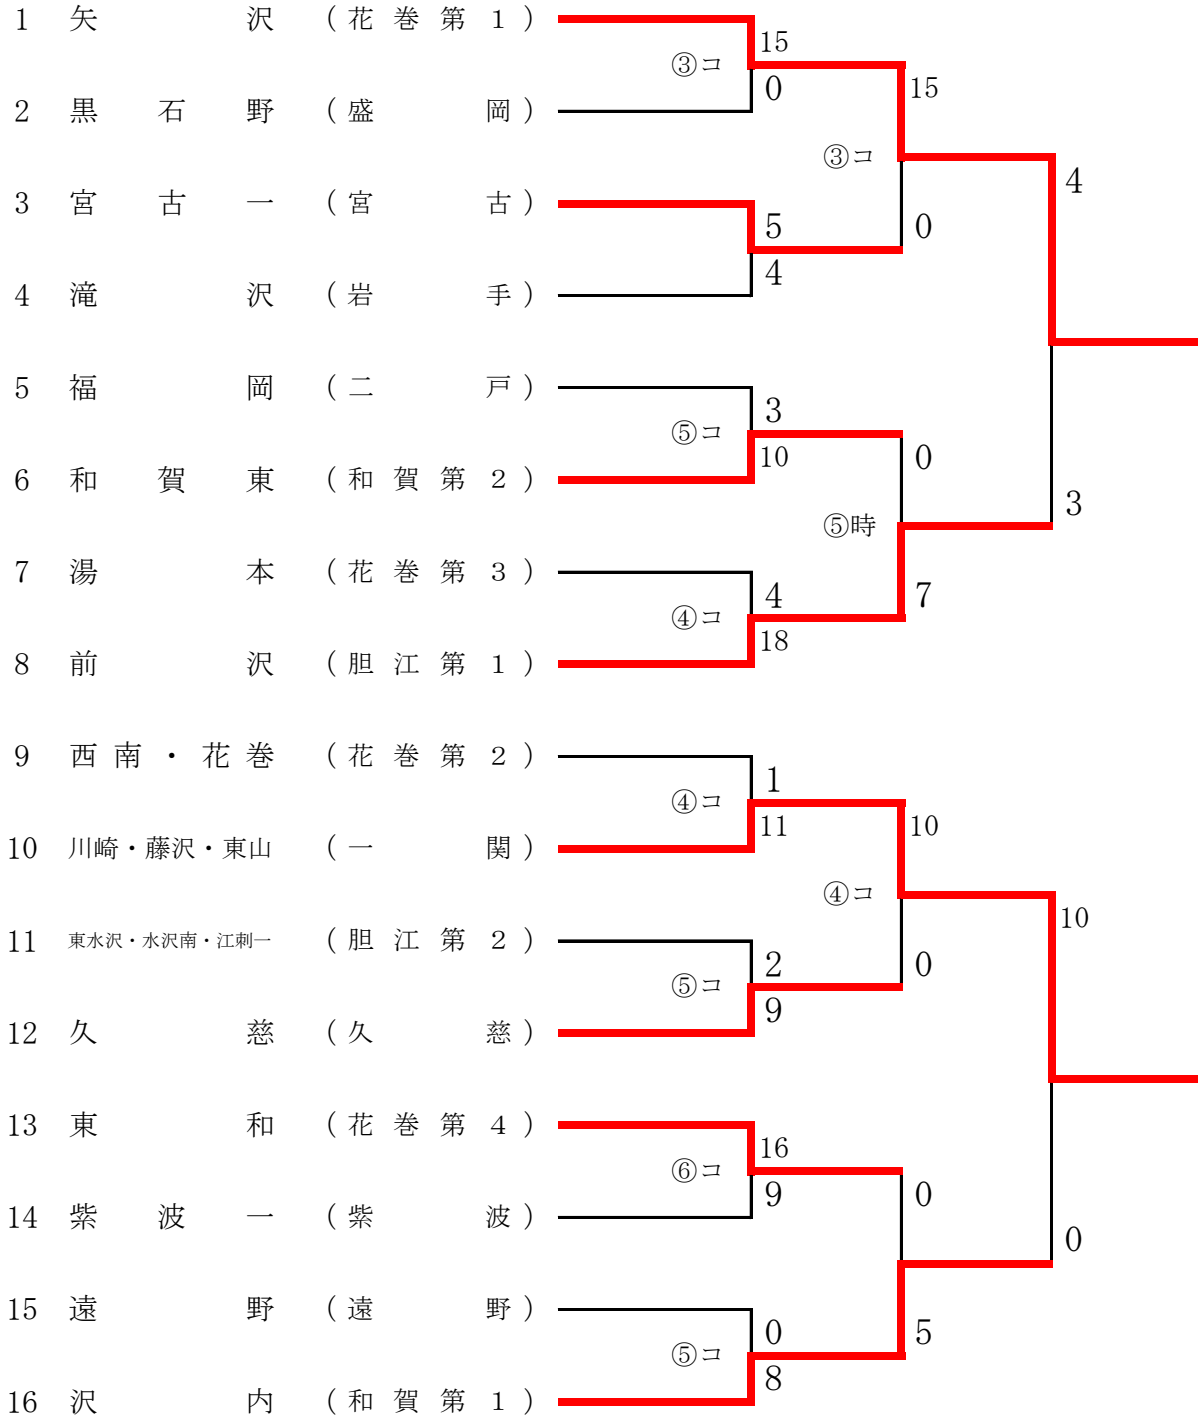 1 矢沢 (花巻第1)
15
③コ
0
15
2 黒石野 (盛岡)
③コ
4
3 宮古一 (宮古)
5
0
4
4 滝沢 (岩手)
5 福岡 (二戸)
3
⑤コ
10
0
6 和賀東 (和賀第2)
3
⑤時
7 湯本 (花巻第3)
4
7
④コ
18
8 前沢 (胆江第1)
9 西南・花巻 (花巻第2)
1
④コ
11
10
10 川崎・藤沢・東山 (一関)
④コ
10
11 東水沢・水沢南・江刺一 (胆江第2)
2
0
⑤コ
9
12 久慈 (久慈)
13 東和 (花巻第4)
16
⑥コ
9
0
14 紫波一 (紫波)
0
15 遠野 (遠野)
0
5
⑤コ
8
16 沢内 (和賀第1)